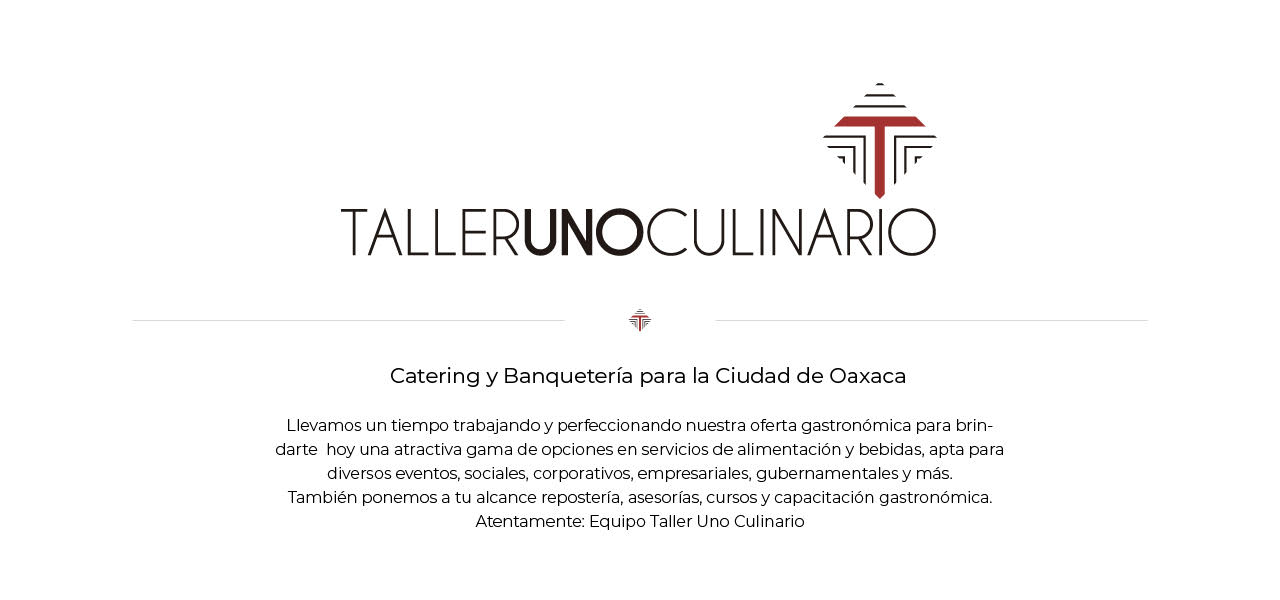 TALLERUNOCULINARIO
Catering y Banquetería para la Ciudad de Oaxaca
Llevamos un tiempo trabajando y perfeccionando nuestra oferta gastronómica para brin-
darte  hoy una atractiva gama de opciones en servicios de alimentación y bebidas, apta para
diversos eventos, sociales, corporativos, empresariales, gubernamentales y más.
También ponemos a tu alcance repostería, asesorías, cursos y capacitación gastronómica.
Atentamente: Equipo Taller Uno Culinario